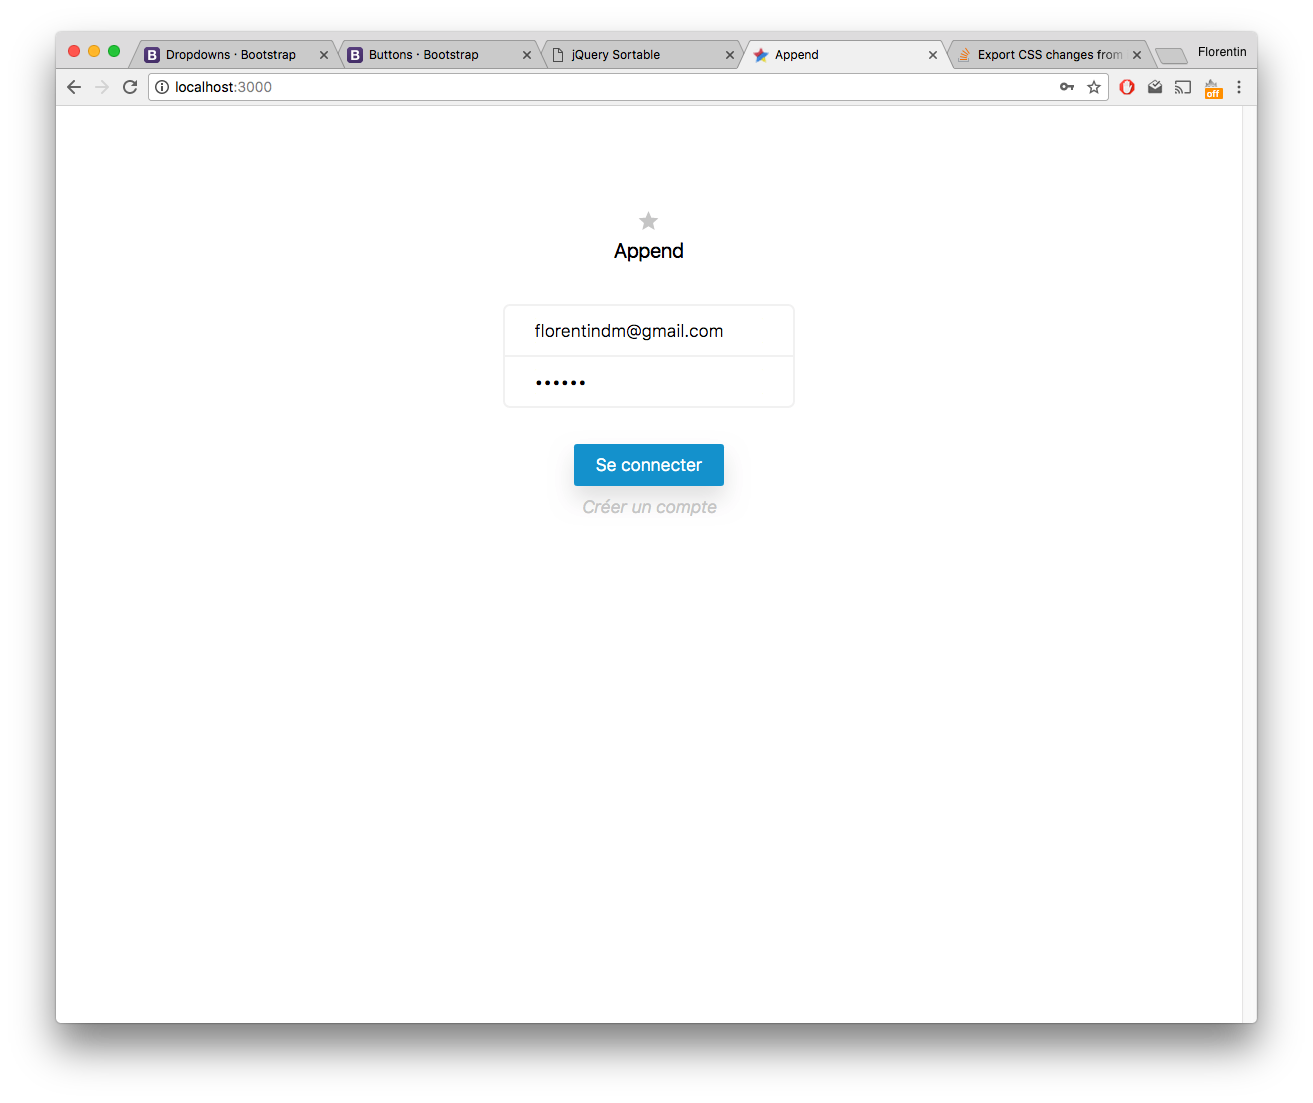 Dropdowns · Bootstrap
Buttons · Bootstrap
jQuery Sortable
Append
Export CSS changes from
Florentin
localhost:3000
off
Append
florentindm@gmail.com
••••••
Se connecter
Créer un compte